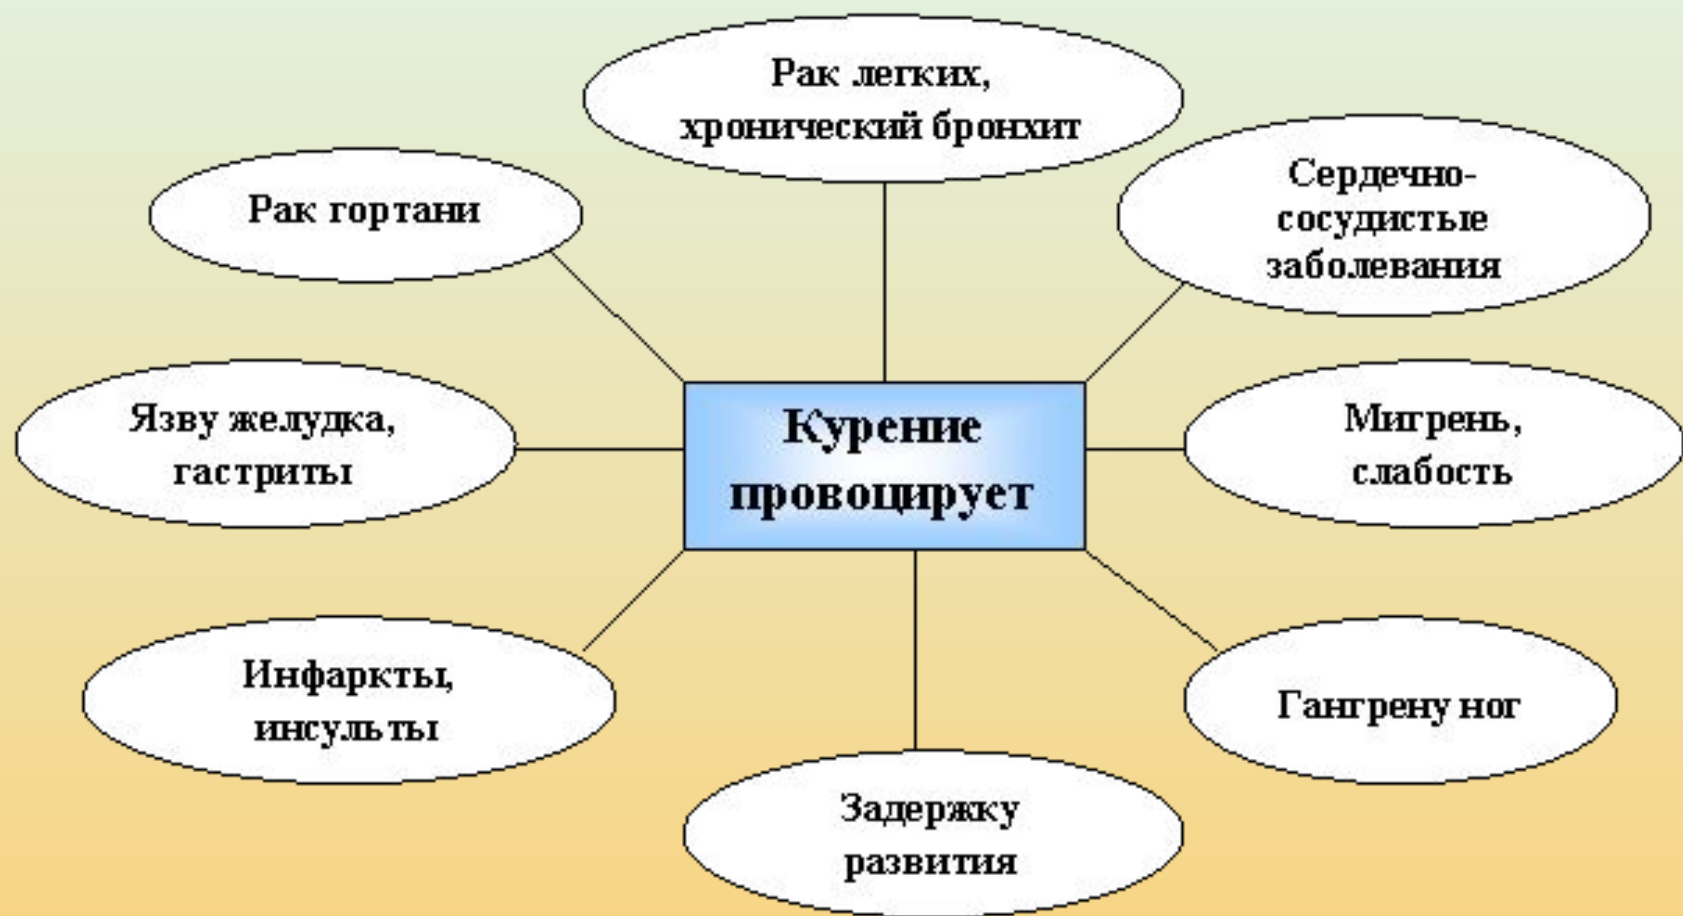 Рак легких,
хронический бронхит
Рак гортани
Сердечно-
сосудистые
заболевания
Язву желудка,
гастриты
Курение
провоцирует
Мигрень,
слабость
Инфаркты,
инсульты
Гангрену ног
Задержку
развития